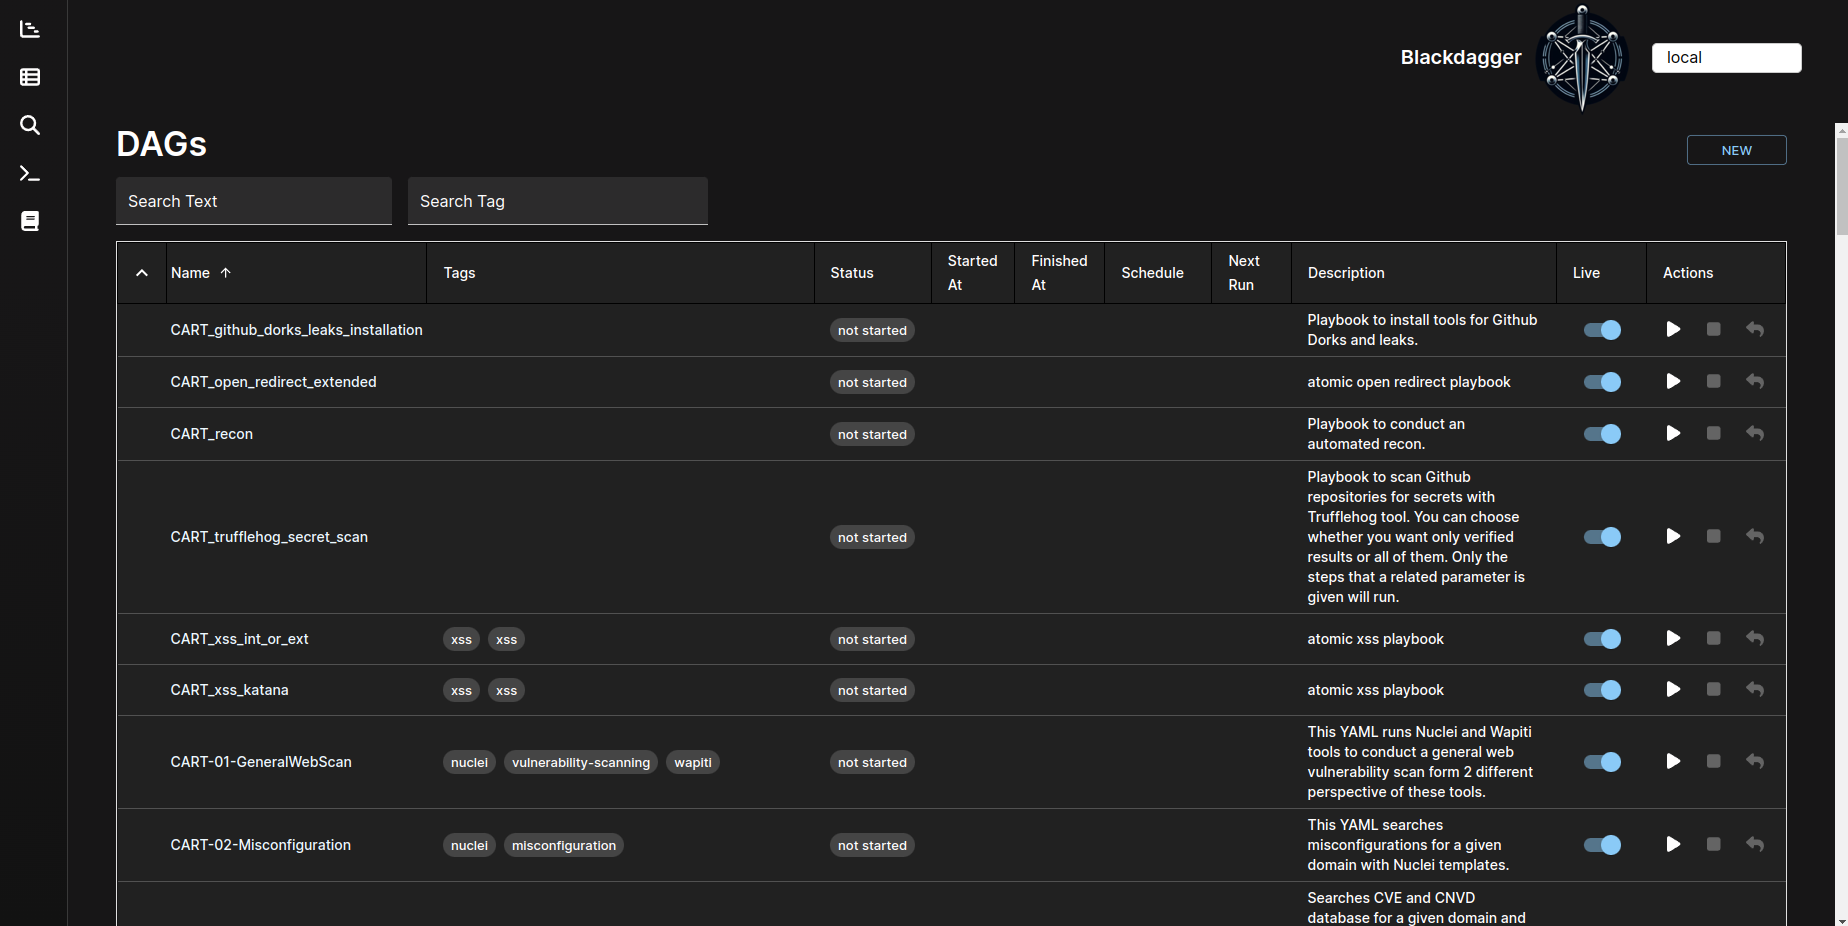 Blackdagger
local
DAGs
NEW
Search Text
Search Tag
Name
Tags
Status
Started
At
Finished
At
Schedule
Next
Run
Description
Live
Actions
CART_github_dorks_leaks_installation
not started
Playbook to install tools for Github
Dorks and leaks.
CART_open_redirect_extended
not started
atomic open redirect playbook
CART_recon
not started
Playbook to conduct an
automated recon.
CART_trufflehog_secret_scan
not started
Playbook to scan Github
repositories for secrets with
Trufflehog tool. You can choose
whether you want only verified
results or all of them. Only the
steps that a related parameter is
given will run.
CART_xss_int_or_ext
xss
xss
not started
atomic xss playbook
CART_xss_katana
xss
xss
not started
atomic xss playbook
CART-01-GeneralWebScan
nuclei
vulnerability-scanning
wapiti
not started
This YAML runs Nuclei and Wapiti
tools to conduct a general web
vulnerability scan form 2 different
perspective of these tools.
CART-02-Misconfiguration
nuclei
misconfiguration
not started
This YAML searches
misconfigurations for a given
domain with Nuclei templates.
Searches CVE and CNVD
database for a given domain and